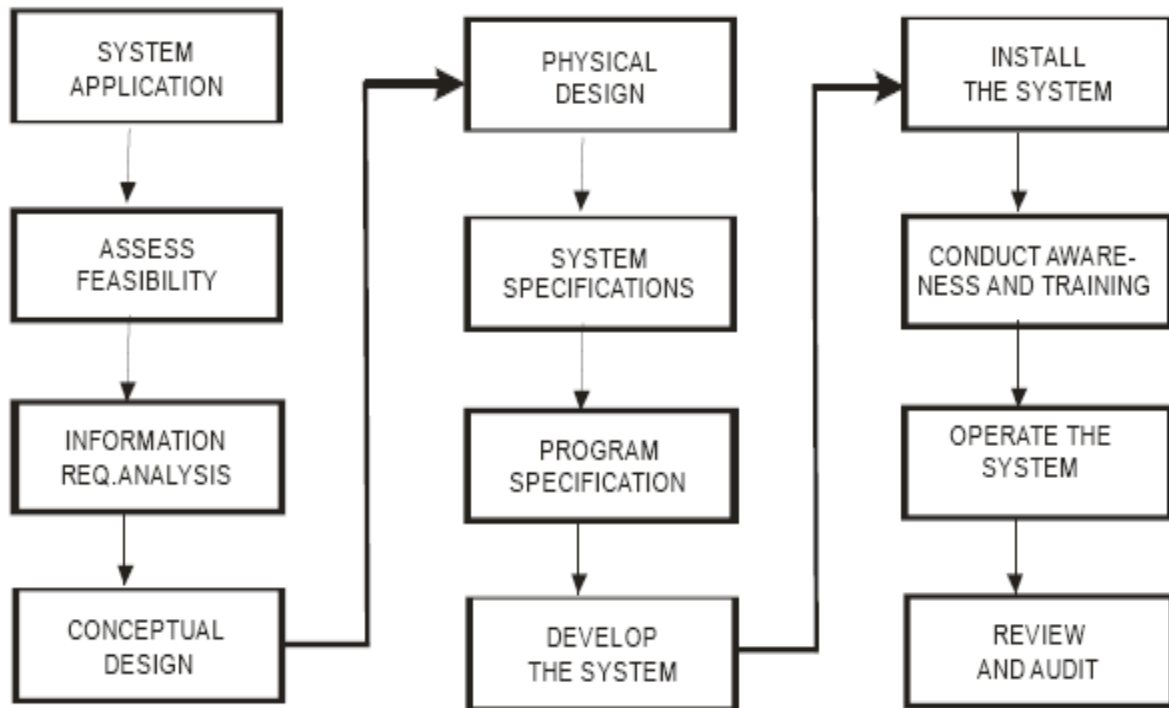 SYSTEM
APPLICATION
ASSESS
FEASIBILITY
INFORMATION
REQ.ANALYSIS
CONCEPTUAL
DESIGN
PHYSICAL
DESIGN
SYSTEM
SPECIFICATIONS
PROGRAM
SPECIFICATION
DEVELOP
THE SYSTEM
INSTALL
THE SYSTEM
CONDUCT AWARE-
NESS AND TRAINING
OPERATE THE
SYSTEM
REVIEW
AND AUDIT